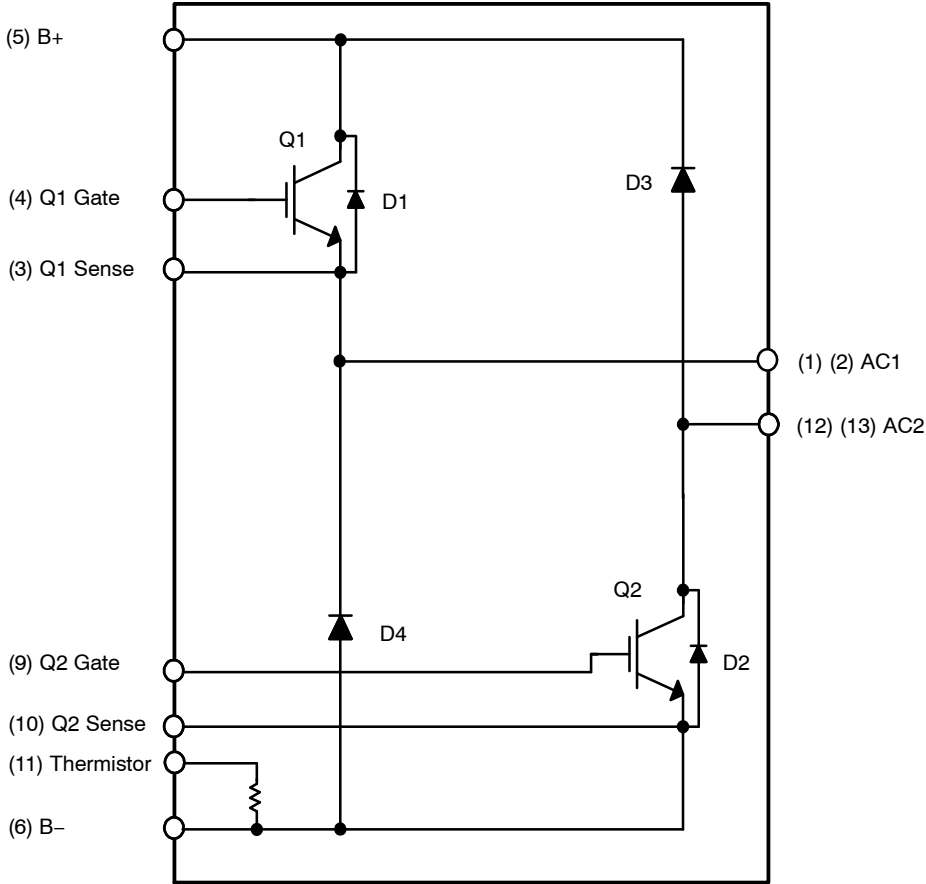 (5) B+
Q1
D3
(4) Q1 Gate
D1
(3) Q1 Sense
(1) (2) AC1
(12) (13) AC2
Q2
D4
(9) Q2 Gate
D2
(10) Q2 Sense
(11) Thermistor
(6) B−